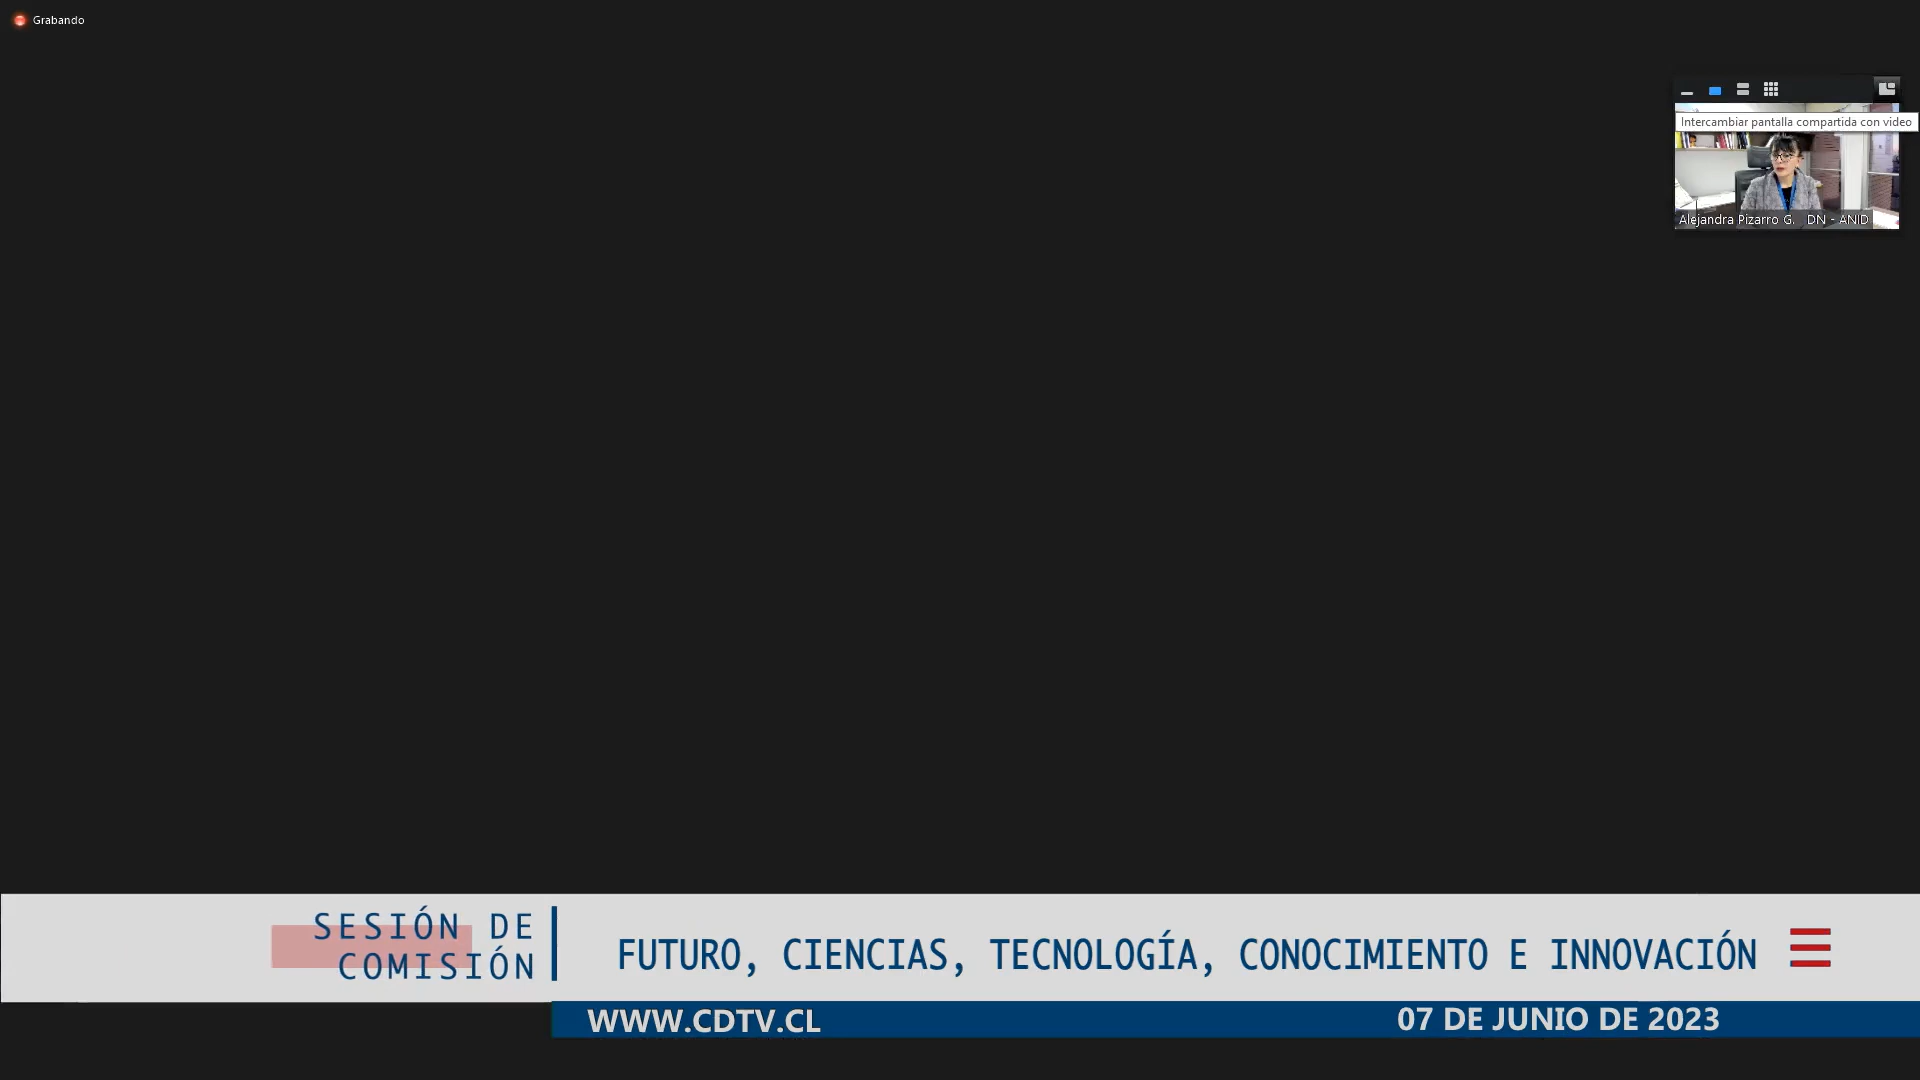 Grabando
Intercambiar pantalla compartida con video
Alejandra Pizarro G. DN - ANID
SESIÓN DE
COMISIÓN
FUTURO, CIENCIAS, TECNOLOGÍA, CONOCIMIENTO E INNOVACIÓN
WWW.CDTV.CL
07 DE JUNIO DE 2023